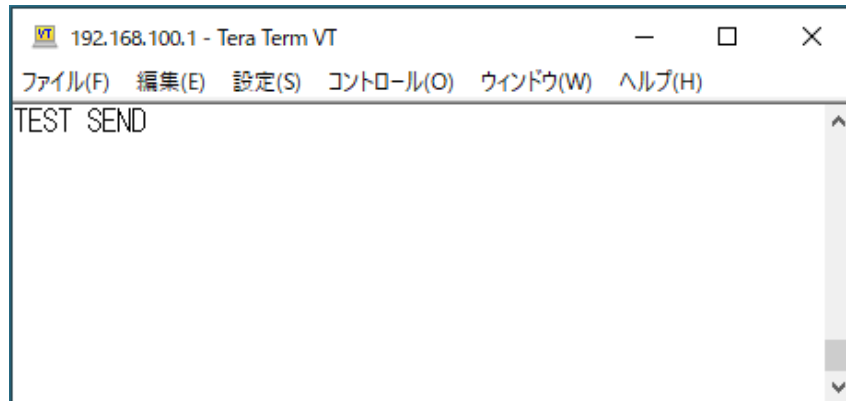 192.168.100.1 - Tera Term VT
ファイル(F) 編集(E) 設定(S) コントロール(O) ウィンドウ(W) ヘルプ(H)
TEST SEND